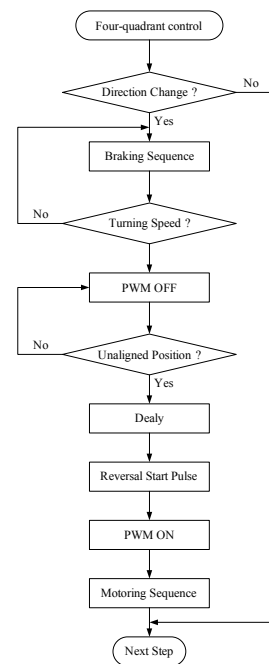 Four-quadrant control
Direction Change ?
No
Yes
Braking Sequence
No
Turning Speed ?
PWM OFF
No
Unaligned Position ?
Yes
Dealy
Reversal Start Pulse
PWM ON
Motoring Sequence
Next Step